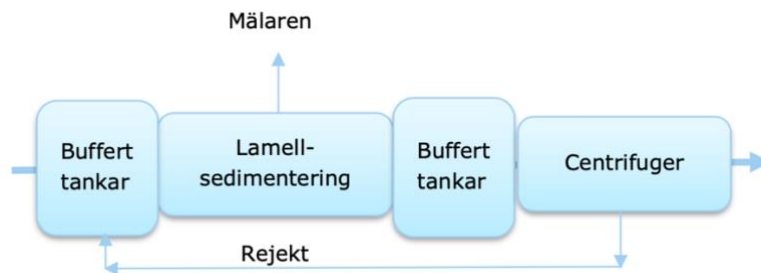 Mälaren
Buffert
tankar
Lamell-
sedimentering
Buffert
tankar
Centrifuger
Rejekt